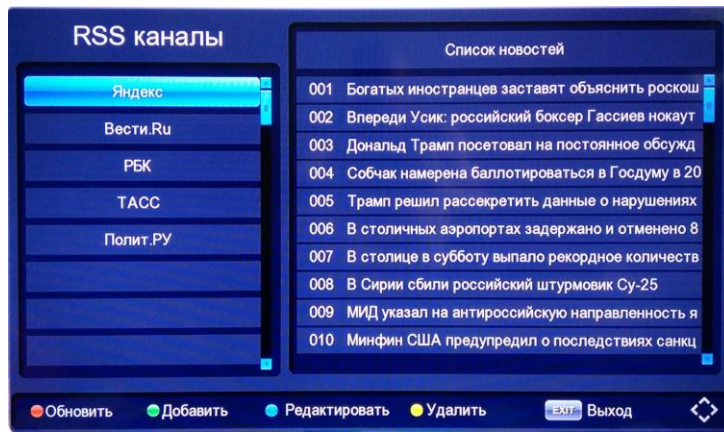 RSS каналы
Яндекс
Вести.Ru
РБК
ТАСС
Полит.РУ
Список новостей
001 Богатых иностранцев заставят объяснить роскош
002 Впереди Усик: российский боксер Гассиев нокаут
003 Дональд Трамп посетовал на постоянное обсужд
004 Собчак намерена баллотироваться в Госдуму в 20
005 Трамп решил рассекретить данные о нарушениях
006 В столичных аэропортах задержано и отменено 8
007 В столице в субботу выпало рекордное количеств
008 В Сирии сбили российский штурмовик Су-25
009 МИД указал на антироссийскую направленность я
010 Минфин США предупредил о последствиях санкц
Обновить Добавить Редактировать Удалить EXIT Выход